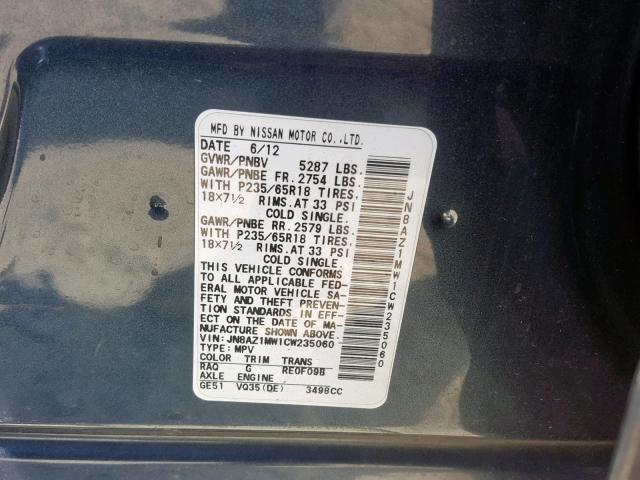 MFD BY NISSAN MOTOR CO.,LTD.
DATE 6/12
GVWR/PNBV 5287 LBS.
GAWR/PNBE FR. 2754 LBS.
WITH P235/65R18 TIRES,
18×7½ RIMS.AT 33 PSI
COLD SINGLE.
GAWR/PNBE RR. 2579 LBS.
WITH P235/65R18 TIRES,
18×7½ RIMS.AT 33 PSI
COLD SINGLE.
THIS VEHICLE CONFORMS
TO ALL APPLICABLE FED-
ERAL MOTOR VEHICLE SA-
FETY AND THEFT PREVEN-
TION STANDARDS IN EFF-
ECT ON THE DATE OF MA-
NUFACTURE SHOWN ABOVE.
VIN: JN8AZ1MW1CW235060
TYPE: MPV
COLOR TRIM TRANS
RAQ G RE0F09B
AXLE ENGINE
GE51 VQ35(DE) 3498CC
JN8AZ1MW1CW235060